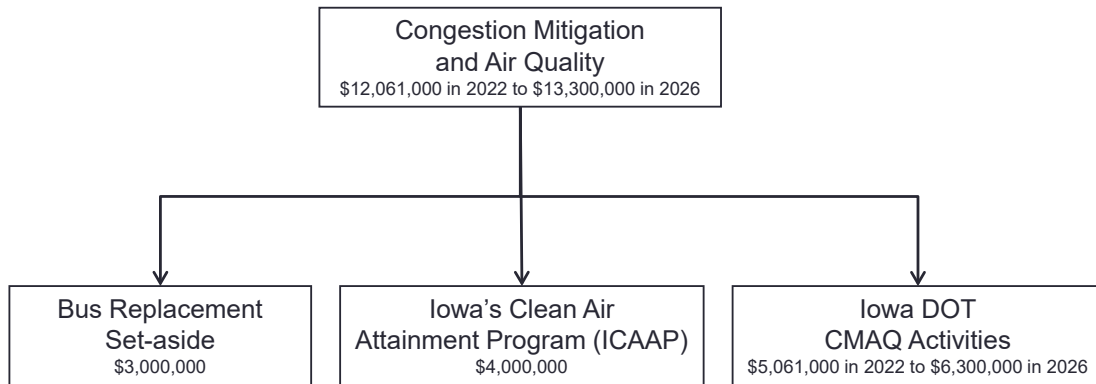 Congestion Mitigation
and Air Quality
$12,061,000 in 2022 to $13,300,000 in 2026
Bus Replacement
Set-aside
$3,000,000
Iowa's Clean Air
Attainment Program (ICAAP)
$4,000,000
Iowa DOT
CMAQ Activities
$5,061,000 in 2022 to $6,300,000 in 2026